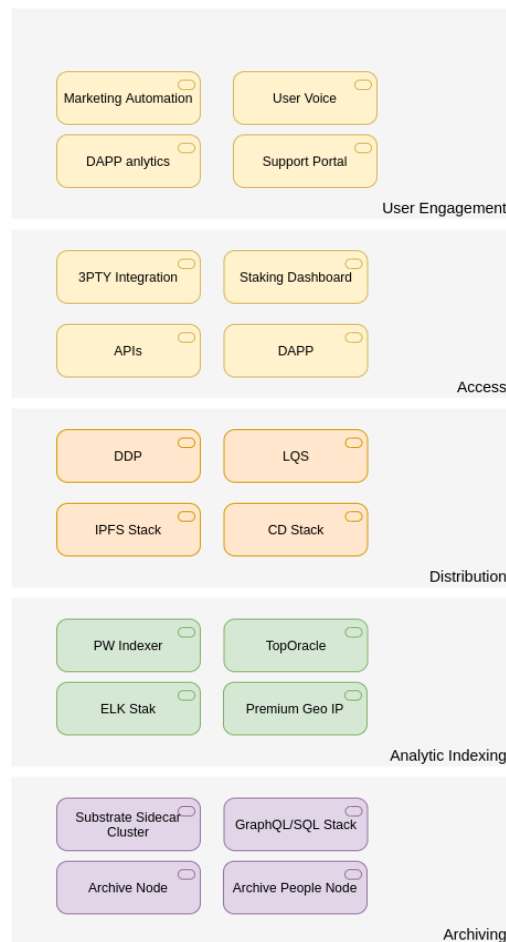 Marketing Automation
User Voice
DAPP anlytics
Support Portal
User Engagement
3PTY Integration
Staking Dashboard
APIs
DAPP
Access
DDP
LQS
IPFS Stack
CD Stack
Distribution
PW Indexer
TopOracle
ELK Stak
Premium Geo IP
Analytic Indexing
Substrate Sidecar
Cluster
GraphQL/SQL Stack
Archive Node
Archive People Node
Archiving